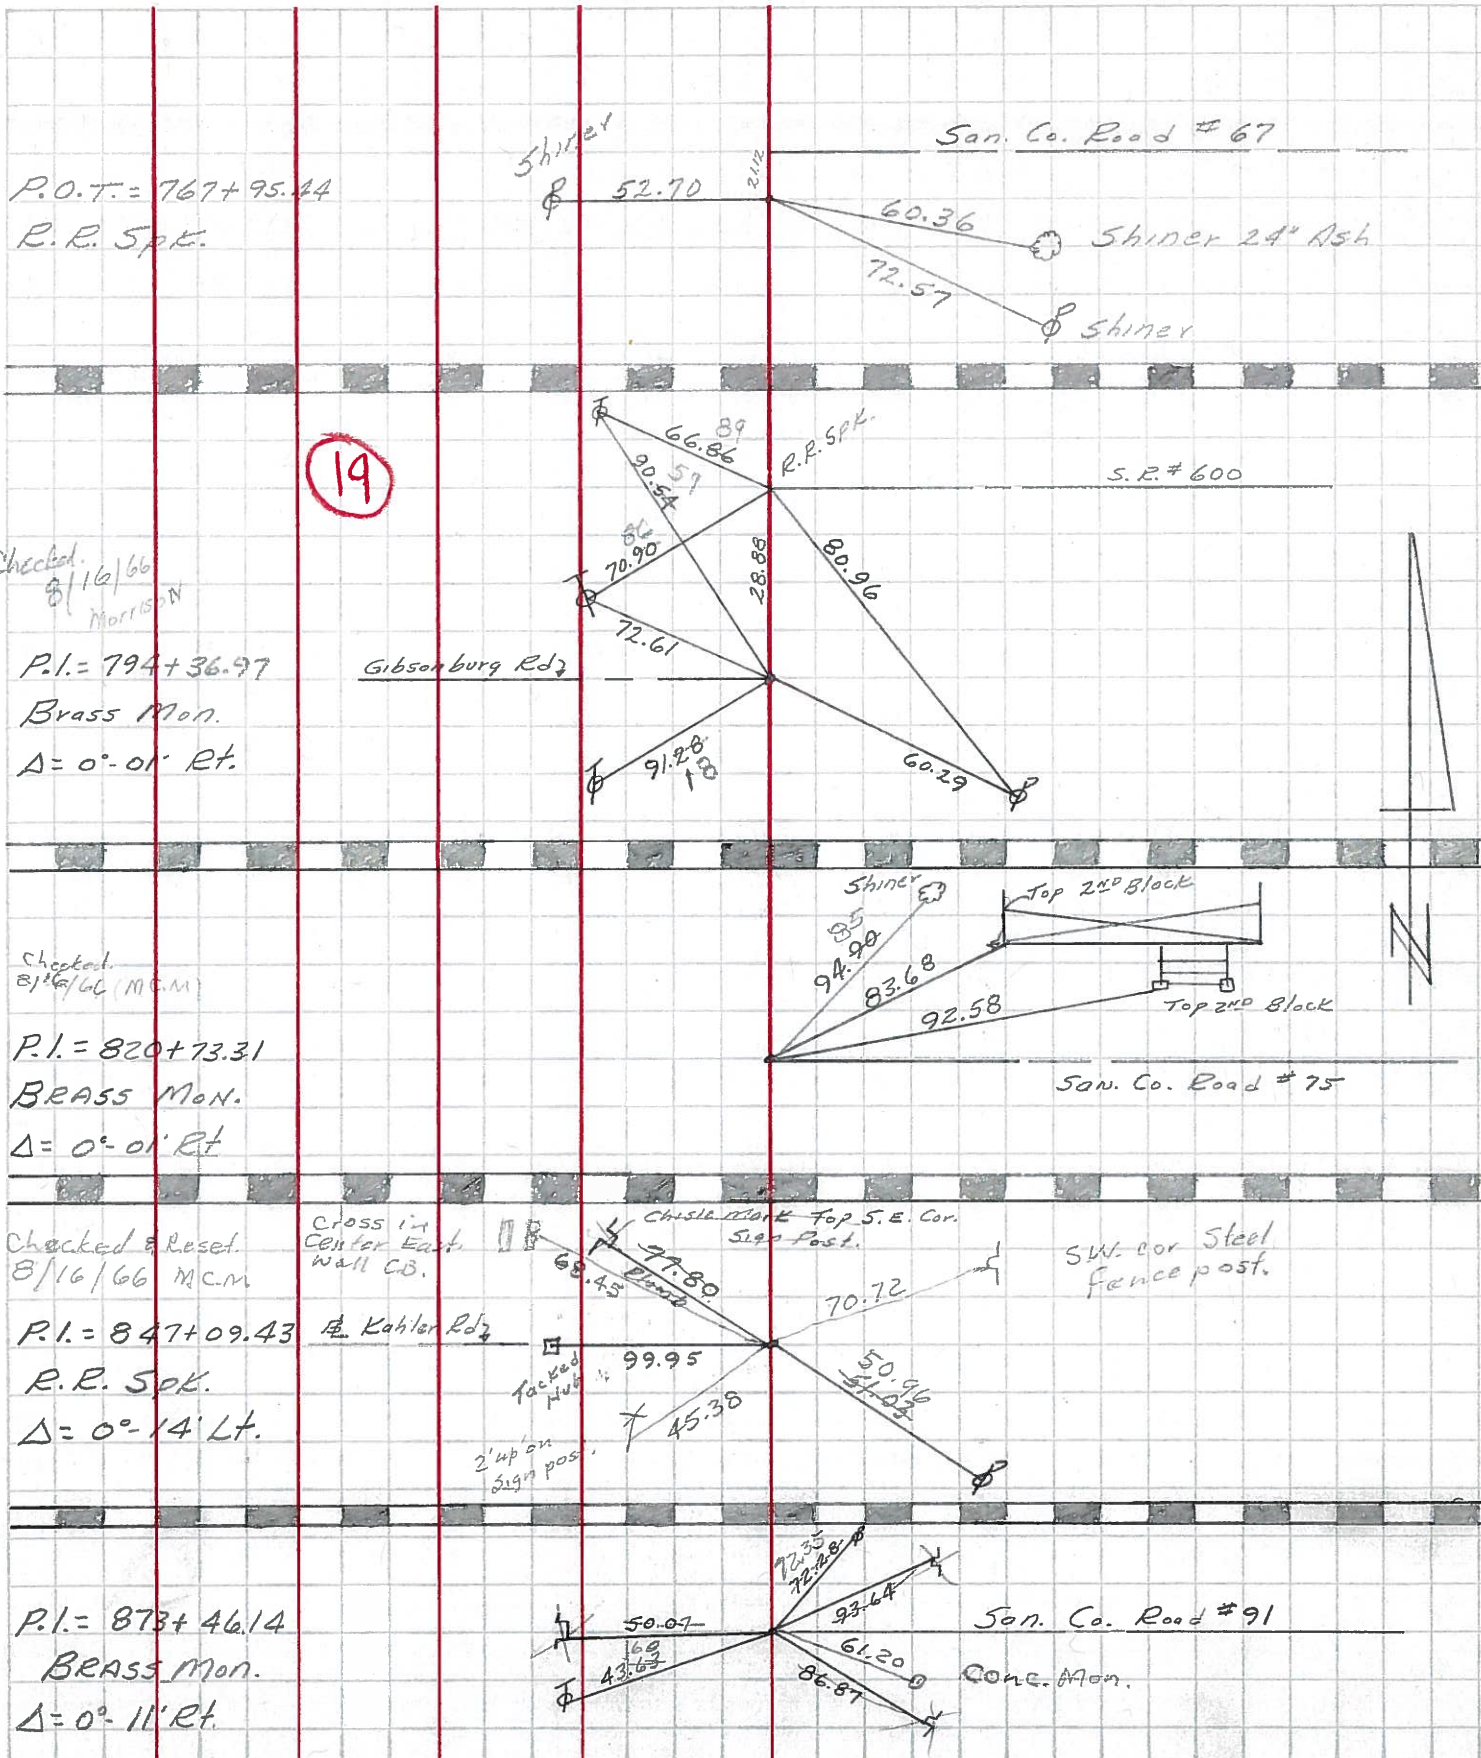 San. Co. Road # 67
Shiner
21.12
P.O.T. = 767+95.44
52.70
60.36
R.R. Spk.
Shiner 24" Ash
72.57
Shiner
89
66.86
R.R. Spk.
19
90.54
57
S.R. # 600
86
70.90
28.88
80.96
Checked.
8/16/66
Morrison
72.61
P.I. = 794+36.97
Gibsonburg Rd
Brass Mon.
Δ = 0°-01' Rt.
91.28
18
60.29
Shiner
Top 2ND Block
95
94.90
Checked.
8/16/66 (M.C.M)
83.68
92.58
Top 2ND Block
N
P.I. = 820+73.31
San. Co. Road # 75
BRASS MON.
Δ = 0°-01' Rt
Checked & Reset.
8/16/66 M.C.M.
Cross in
Center East.
Wall C.B.
Chisle Mark Top S.E. Cor.
Sign Post.
68.45
77.80
Plumb
70.72
S.W. cor Steel
fence post.
P.I. = 847+09.43
Kahler Rd
99.95
Tacked
Hub
R.R. Spk.
50.96
51.03
45.38
Δ = 0°-14' Lt.
2' up on
sign post.
72.35
72.28
93.64
P.I. = 873+46.14
50.07
San. Co. Road # 91
60
43.63
61.20
Conc. Mon.
BRASS Mon.
86.87
Δ = 0°-11' Rt.